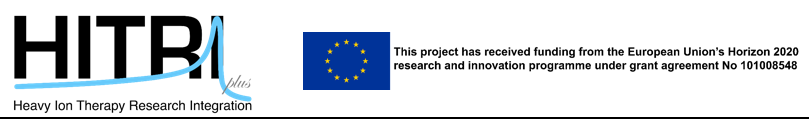 HITRI
plus
Heavy Ion Therapy Research Integration
This project has received funding from the European Union's Horizon 2020
research and innovation programme under grant agreement No 101008548